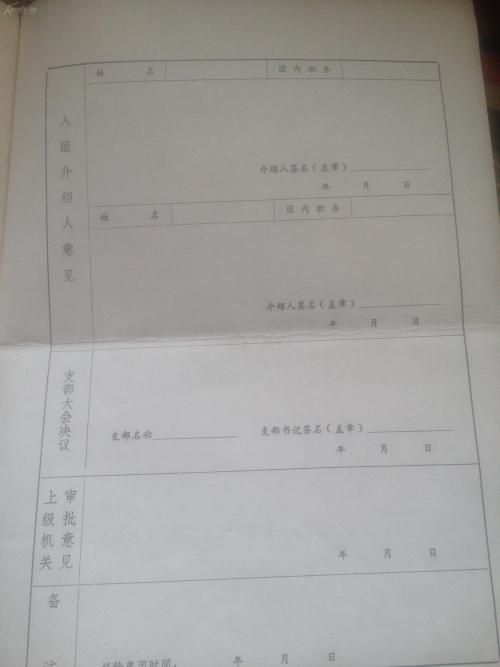 姓 名 团内职务
入团介绍人意见
介绍人签名(盖章)
年 月 日
姓 名 团内职务
介绍人签名(盖章)
年 月 日
支部大会决议
支部名称 支部书记签名(盖章)
年 月 日
上级机关
审批意见
年 月 日
备
团时间:
年 月 日